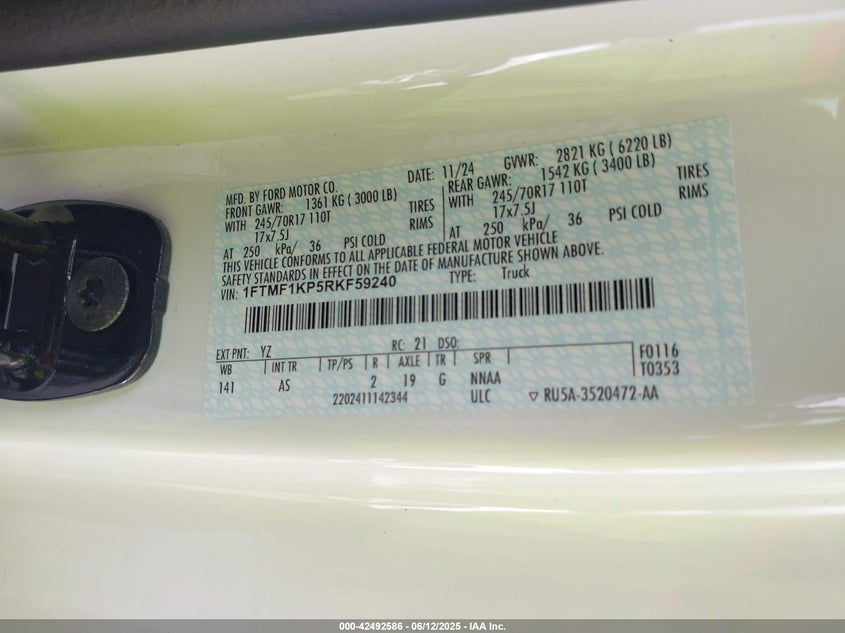 MFD. BY FORD MOTOR CO.
DATE: 11/24 GVWR: 2821 KG ( 6220 LB)
FRONT GAWR: 1361 KG ( 3000 LB) REAR GAWR: 1542 KG ( 3400 LB)
WITH 245/70R17 110T TIRES WITH 245/70R17 110T TIRES
17x7.5J RIMS 17x7.5J RIMS
AT 250 kPa/ 36 PSI COLD AT 250 kPa/ 36 PSI COLD
THIS VEHICLE CONFORMS TO ALL APPLICABLE FEDERAL MOTOR VEHICLE
SAFETY STANDARDS IN EFFECT ON THE DATE OF MANUFACTURE SHOWN ABOVE.
VIN: 1FTMF1KP5RKF59240 TYPE: Truck
EXT PNT: YZ RC: 21 DSO:
WB INT TR TP/PS R AXLE TR SPR F0116
141 AS 2 19 G NNAA T0353
2202411142344 ULC ▽ RU5A-3520472-AA
000-42492586 - 06/12/2025 - IAA Inc.